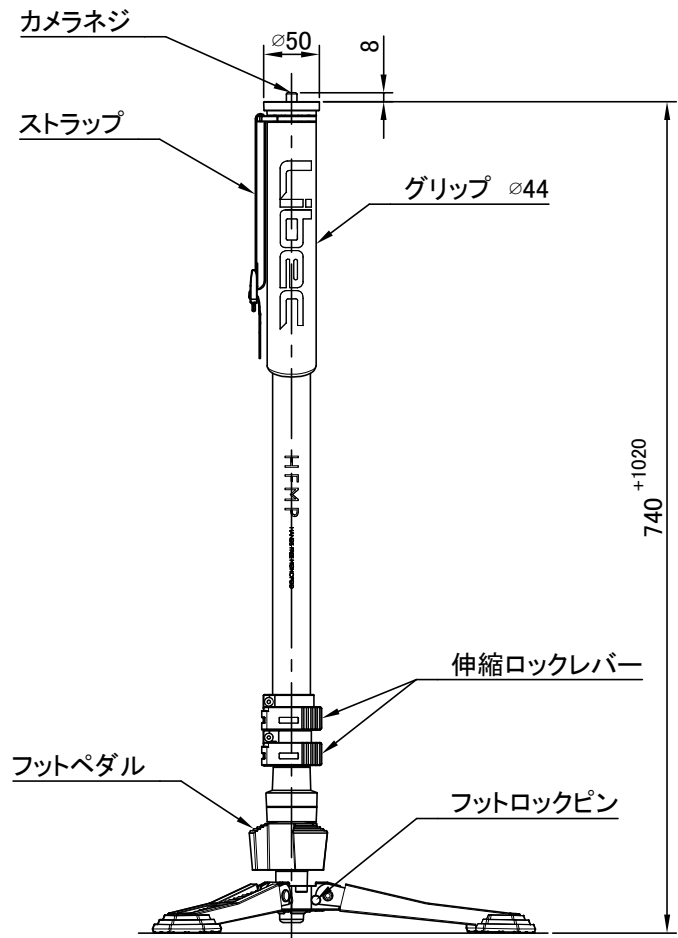 カメラネジ
⌀50
8
ストラップ
グリップ ⌀44
Libec
740 +1020
HFMP
伸縮ロックレバー
フットペダル
フットロックピン